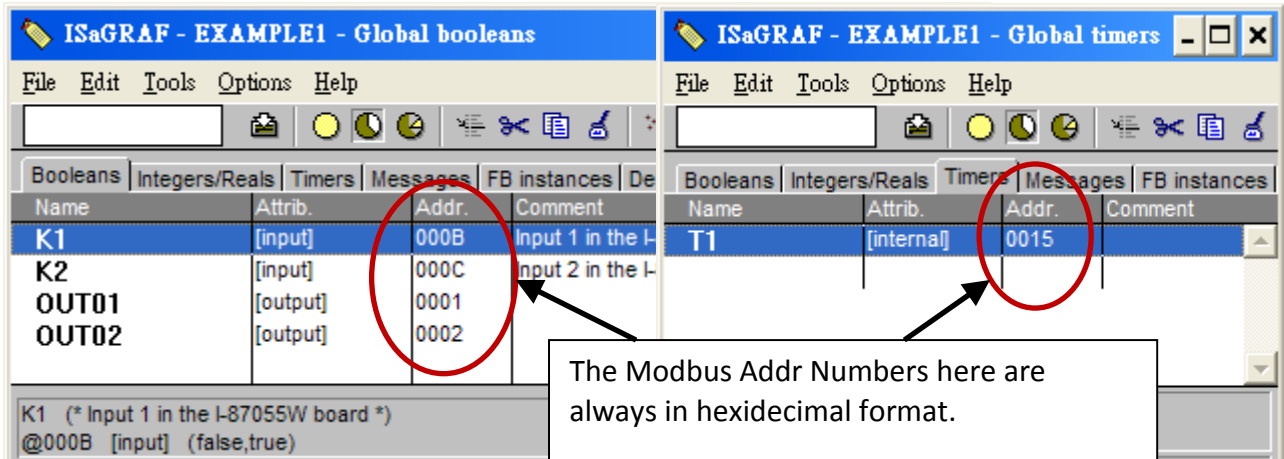 ISaGRAF - EXAMPLE1 - Global booleans
File Edit Tools Options Help
Booleans Integers/Reals Timers Messages FB instances De
Name Attrib. Addr. Comment
K1 [input] 000B Input 1 in the I-
K2 [input] 000C Input 2 in the I-
OUT01 [output] 0001
OUT02 [output] 0002
K1 (* Input 1 in the I-87055W board *)
@000B [input] (false,true)
ISaGRAF - EXAMPLE1 - Global timers
File Edit Tools Options Help
Booleans Integers/Reals Timers Messages FB instances
Name Attrib. Addr. Comment
T1 [internal] 0015
The Modbus Addr Numbers here are
always in hexidecimal format.